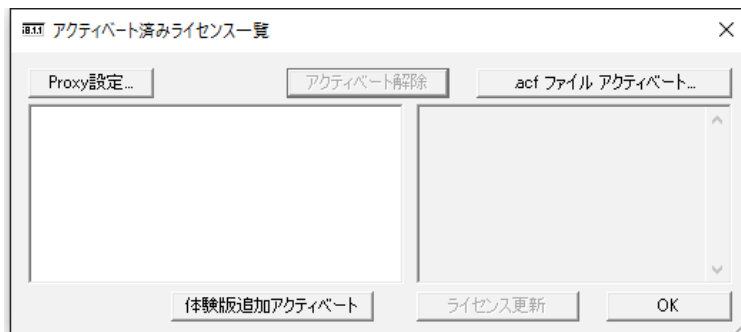 iB.1.1 アクティベート済みライセンス一覧
Proxy設定... アクティベート解除 .acf ファイル アクティベート...
体験版追加アクティベート ライセンス更新 OK